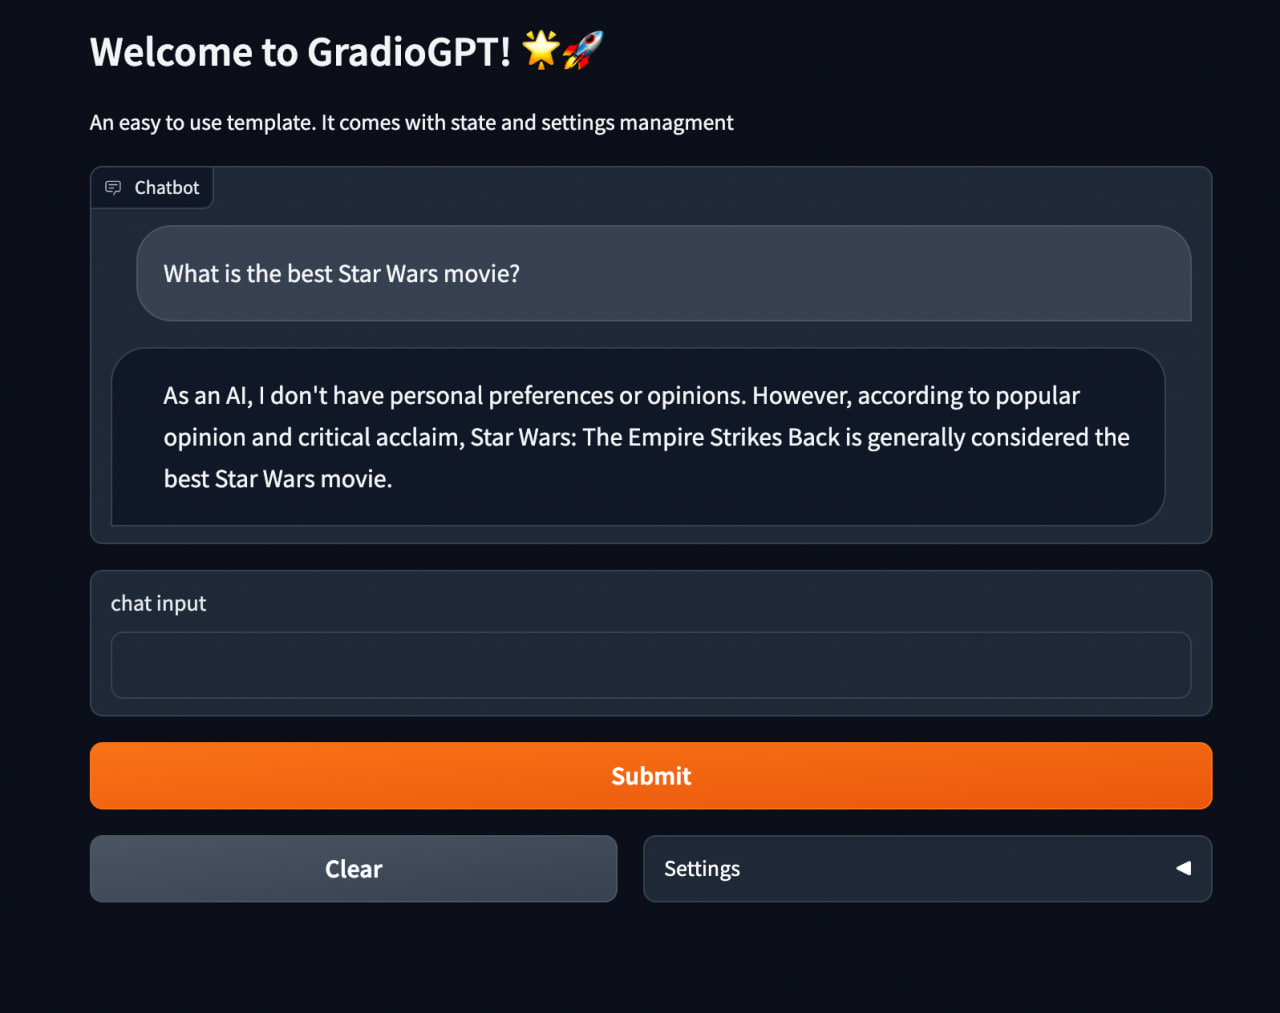 Welcome to GradioGPT! 🌟🚀
An easy to use template. It comes with state and settings managment
Chatbot
What is the best Star Wars movie?
As an AI, I don't have personal preferences or opinions. However, according to popular
opinion and critical acclaim, Star Wars: The Empire Strikes Back is generally considered the
best Star Wars movie.
chat input
Submit
Clear
Settings